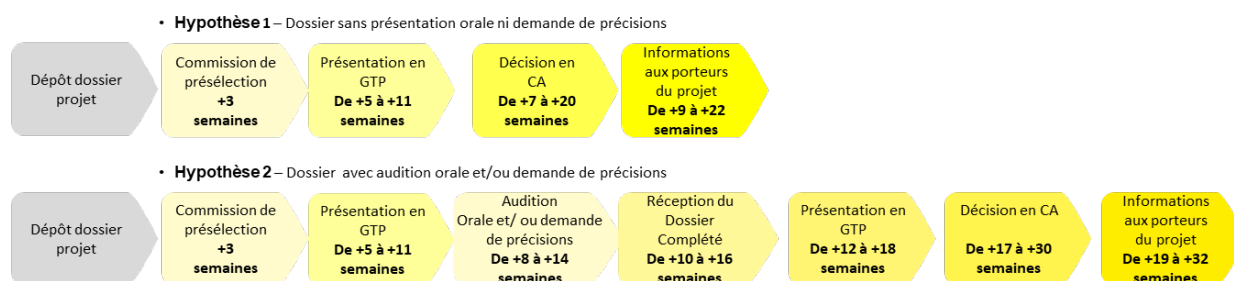 • Hypothèse 1 – Dossier sans présentation orale ni demande de précisions
Dépôt dossier
projet
Commission de
présélection
+3
semaines
Présentation en
GTP
De +5 à +11
semaines
Décision en
CA
De +7 à +20
semaines
Informations
aux porteurs
du projet
De +9 à +22
semaines
• Hypothèse 2 – Dossier avec audition orale et/ou demande de précisions
Dépôt dossier
projet
Commission de
présélection
+3
semaines
Présentation en
GTP
De +5 à +11
semaines
Audition
Orale et/ ou demande
de précisions
De +8 à +14
semaines
Réception du
Dossier
Complété
De +10 à +16
semaines
Présentation en
GTP
De +12 à +18
semaines
Décision en CA
De +17 à +30
semaines
Informations
aux porteurs
du projet
De +19 à +32
semaines